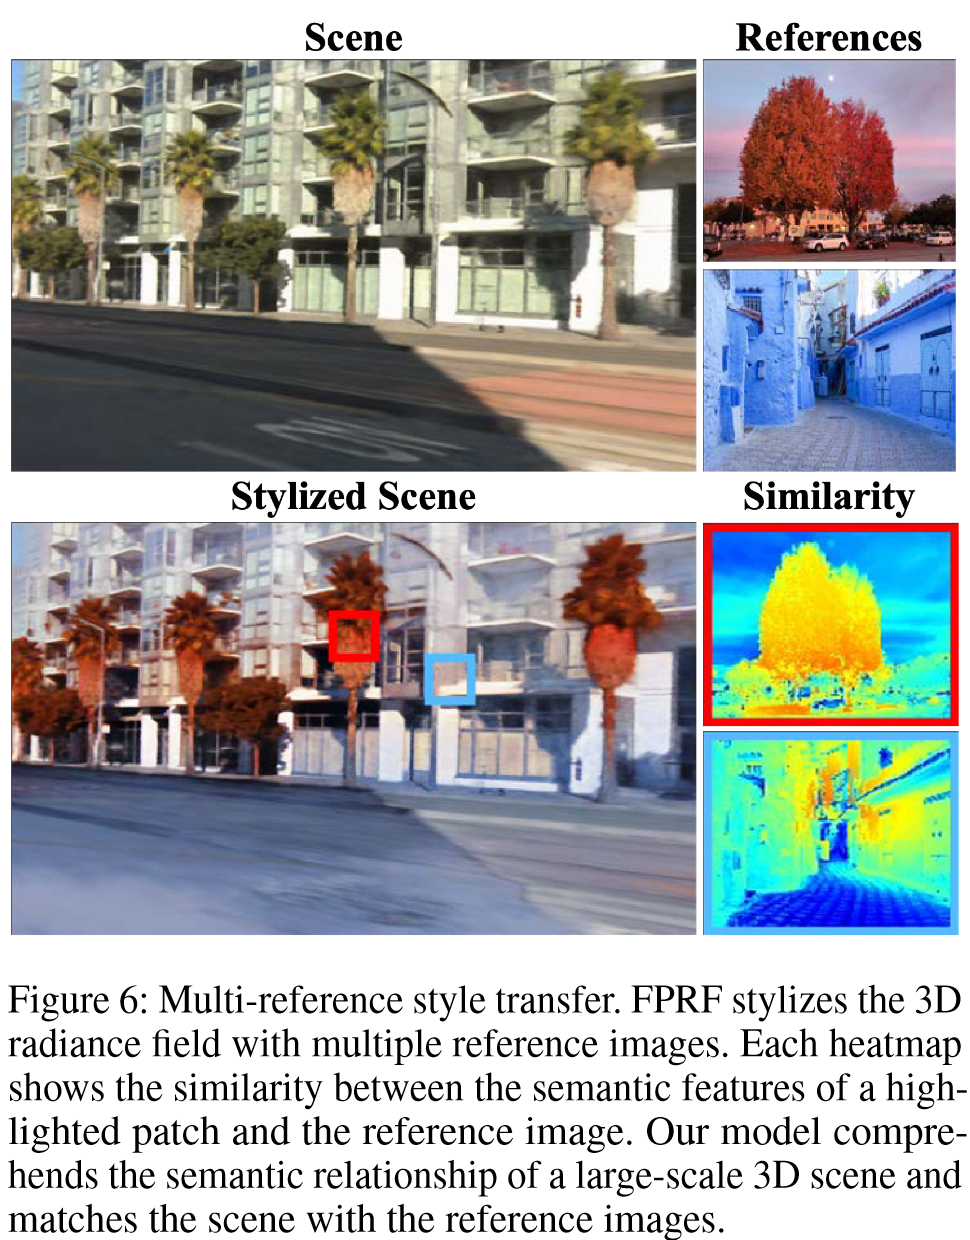 Scene
References
Stylized Scene
Similarity
Figure 6: Multi-reference style transfer. FPRF stylizes the 3D
radiance field with multiple reference images. Each heatmap
shows the similarity between the semantic features of a high-
lighted patch and the reference image. Our model compre-
hends the semantic relationship of a large-scale 3D scene and
matches the scene with the reference images.